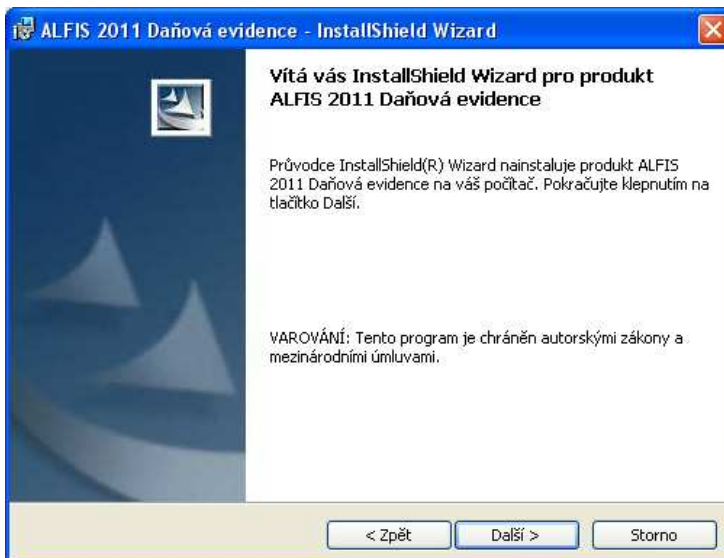 ALFIS 2011 Daňová evidence - InstallShield Wizard
Vítá vás InstallShield Wizard pro produkt
ALFIS 2011 Daňová evidence
Průvodce InstallShield(R) Wizard nainstaluje produkt ALFIS
2011 Daňová evidence na váš počítač. Pokračujte klepnutím na
tlačítko Další.
VAROVÁNÍ: Tento program je chráněn autorskými zákony a
mezinárodními úmluvami.
< Zpět Další > Storno